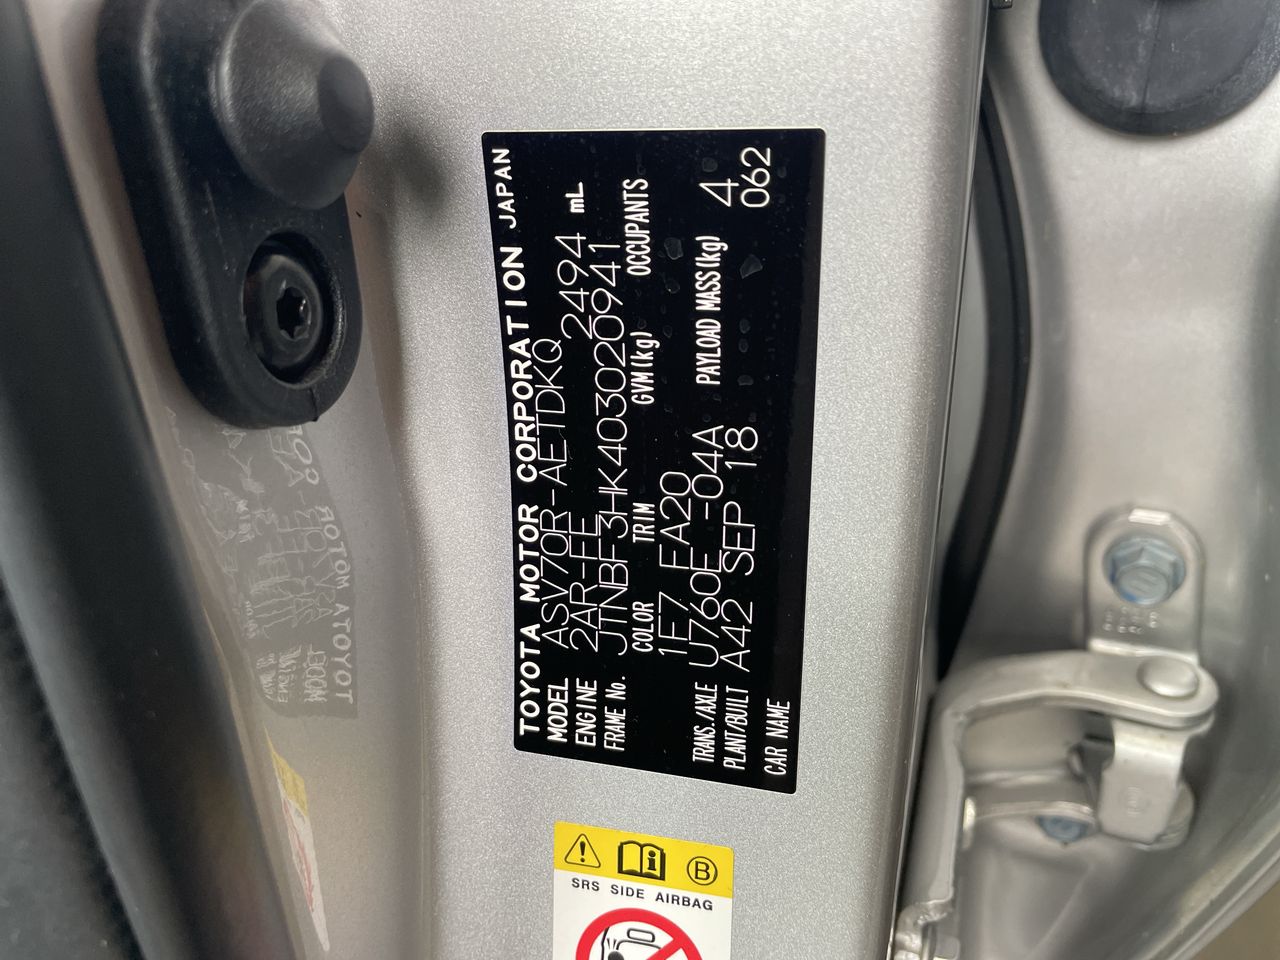 TOYOTA MOTOR CORPORATION JAPAN
MODEL ASV70R-AETDKQ
ENGINE 2AR-FE 2494 mL
FRAME No. JTNBF3HK403020941
COLOR TRIM GVM(kg) OCCUPANTS
1F7 FA20
TRANS./AXLE U760E -04A PAYLOAD MASS(kg) 4
PLANT/BUILT A42 SEP 18 062
CAR NAME
B
SRS SIDE AIRBAG